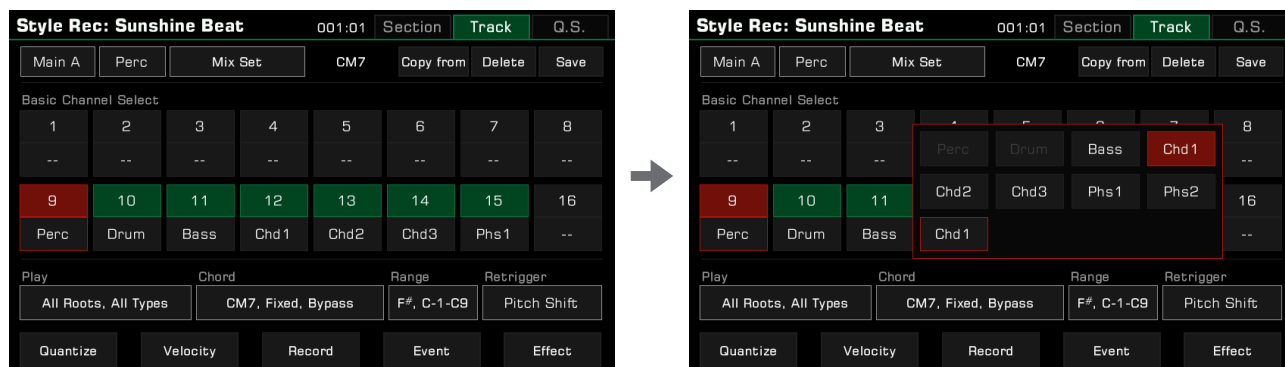 Style Rec: Sunshine Beat 001:01 Section Track Q.S.
Main A Perc Mix Set CM7 Copy from Delete Save
Basic Channel Select
1 2 3 4 5 6 7 8
-- -- -- -- -- -- -- --
9 10 11 12 13 14 15 16
Perc Drum Bass Chd1 Chd2 Chd3 Phs1 --
Play Chord Range Retrigger
All Roots, All Types CM7, Fixed, Bypass F#, C-1-C9 Pitch Shift
Quantize Velocity Record Event Effect
Style Rec: Sunshine Beat 001:01 Section Track Q.S.
Main A Perc Mix Set CM7 Copy from Delete Save
Basic Channel Select
1 2 3 8
-- -- -- --
Perc Drum Bass Chd1
Chd2 Chd3 Phs1 Phs2
9 10 11 16
Perc Drum Bass Chd1 --
Play Chord Range Retrigger
All Roots, All Types CM7, Fixed, Bypass F#, C-1-C9 Pitch Shift
Quantize Velocity Record Event Effect